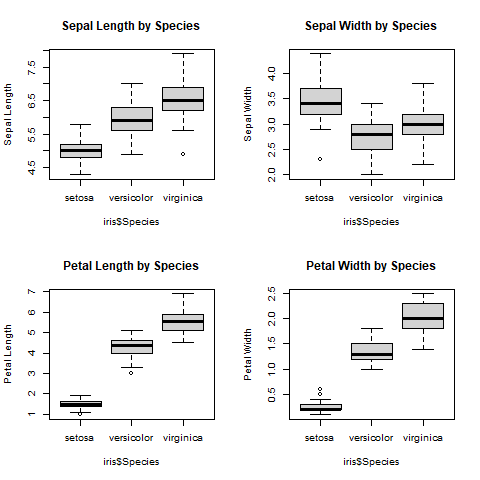 Sepal Length by Species
Sepal Length
4.5 5.5 6.5 7.5
setosa versicolor virginica
iris$Species
Sepal Width by Species
Sepal Width
2.0 2.5 3.0 3.5 4.0
setosa versicolor virginica
iris$Species
Petal Length by Species
Petal Length
1 2 3 4 5 6 7
setosa versicolor virginica
iris$Species
Petal Width by Species
Petal Width
0.5 1.0 1.5 2.0 2.5
setosa versicolor virginica
iris$Species